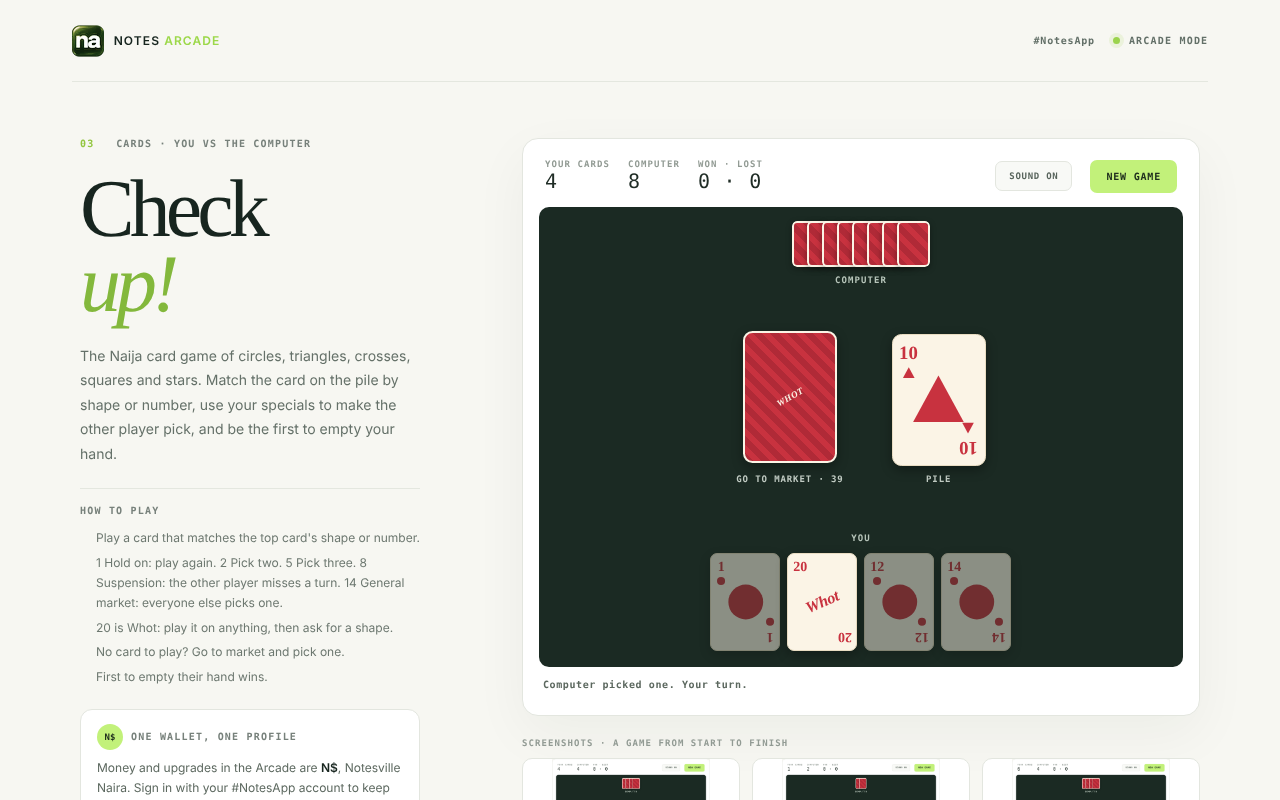 na NOTES ARCADE
#NotesApp ARCADE MODE
03 CARDS · YOU VS THE COMPUTER
Check
up!
The Naija card game of circles, triangles, crosses,
squares and stars. Match the card on the pile by
shape or number, use your specials to make the
other player pick, and be the first to empty your
hand.
HOW TO PLAY
Play a card that matches the top card's shape or number.
1 Hold on: play again. 2 Pick two. 5 Pick three. 8
Suspension: the other player misses a turn. 14 General
market: everyone else picks one.
20 is Whot: play it on anything, then ask for a shape.
No card to play? Go to market and pick one.
First to empty their hand wins.
N$ ONE WALLET, ONE PROFILE
Money and upgrades in the Arcade are N$, Notesville
Naira. Sign in with your #NotesApp account to keep
YOUR CARDS COMPUTER WON · LOST
4 8 0 · 0
SOUND ON NEW GAME
COMPUTER
WHOT
10
10
GO TO MARKET · 39 PILE
YOU
1 20 12 14
Whot
1 20 12 14
Computer picked one. Your turn.
SCREENSHOTS · A GAME FROM START TO FINISH